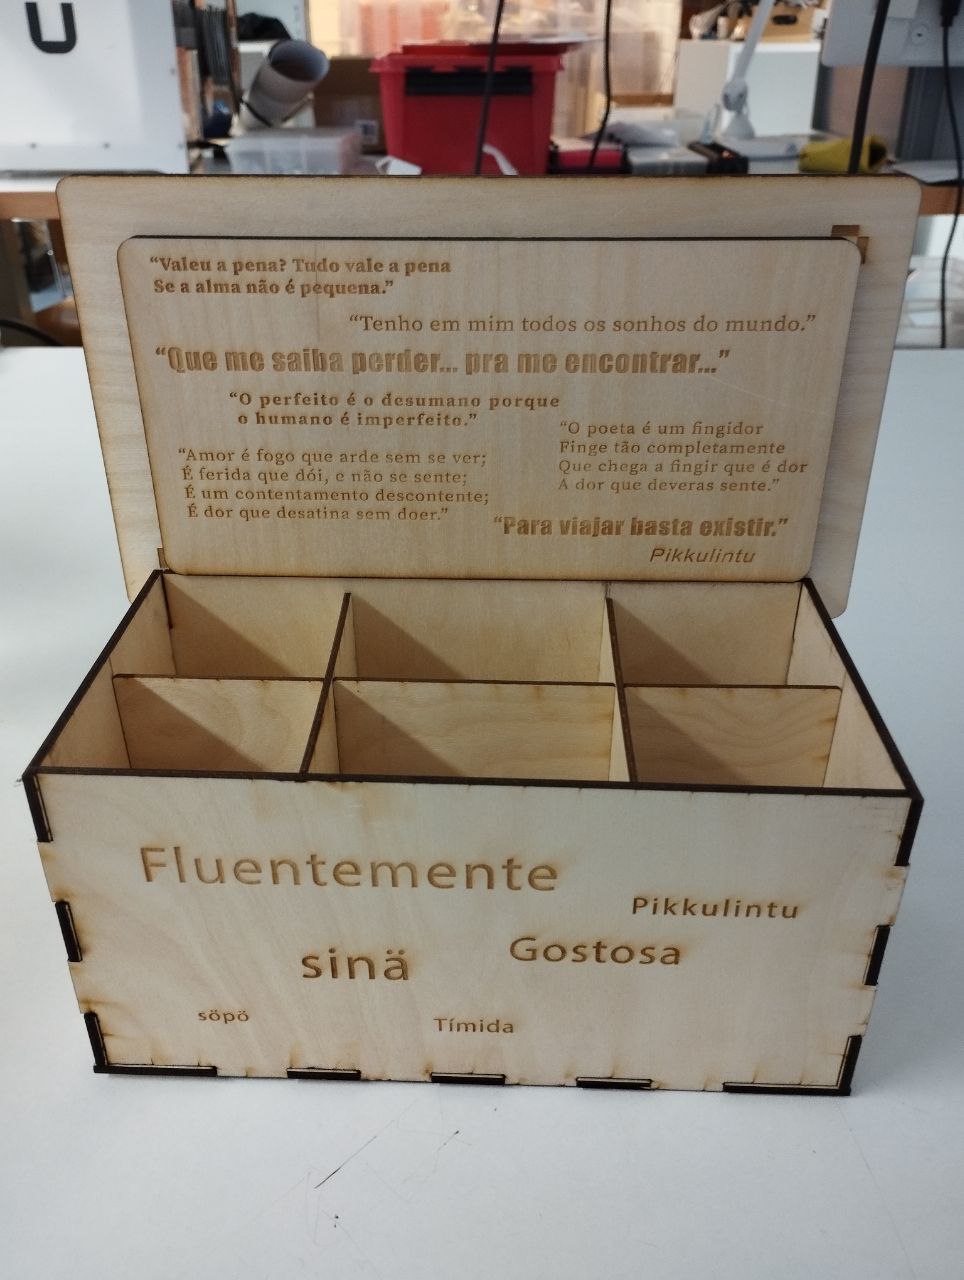 U
“Valeu a pena? Tudo vale a pena
Se a alma não é pequena.”
“Tenho em mim todos os sonhos do mundo.”
“Que me saiba perder... pra me encontrar...”
“O perfeito é o desumano porque
o humano é imperfeito.”
“O poeta é um fingidor
Finge tão completamente
Que chega a fingir que é dor
A dor que deveras sente.”
“Amor é fogo que arde sem se ver;
É ferida que dói, e não se sente;
É um contentamento descontente;
É dor que desatina sem doer.”
“Para viajar basta existir.”
Pikkulintu
Fluentemente
Pikkulintu
sinä
Gostosa
söpö
Tímida